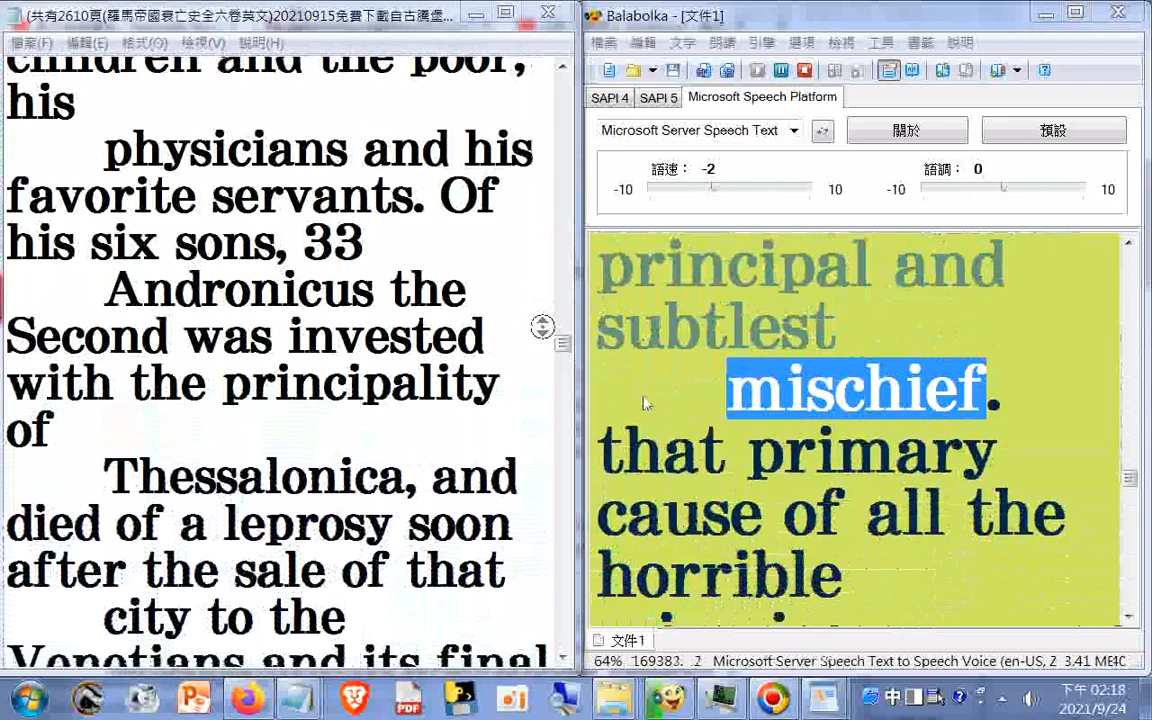 (共有2610頁(羅馬帝國衰亡史全六卷英文)20210915免費下載自古騰堡...
檔案(F) 編輯(E) 格式(O) 檢視(V) 說明(H)
children and the poor,
his
physicians and his
favorite servants. Of
his six sons, 33
Andronicus the
Second was invested
with the principality
of
Thessalonica, and
died of a leprosy soon
after the sale of that
city to the
Venetians and its final
Balabolka - [文件1]
檔案 編輯 文字 朗讀 引擎 選項 檢視 工具 書籤 說明
SAPI 4 SAPI 5 Microsoft Speech Platform
Microsoft Server Speech Text 關於 預設
語速： -2 語調： 0
-10 10 -10 10
principal and
subtlest
mischief.
that primary
cause of all the
horrible
文件1
64% 169383. Microsoft Server Speech Text to Speech Voice (en-US, Z 3.41 ME
中 下午 02:18
2021/9/24